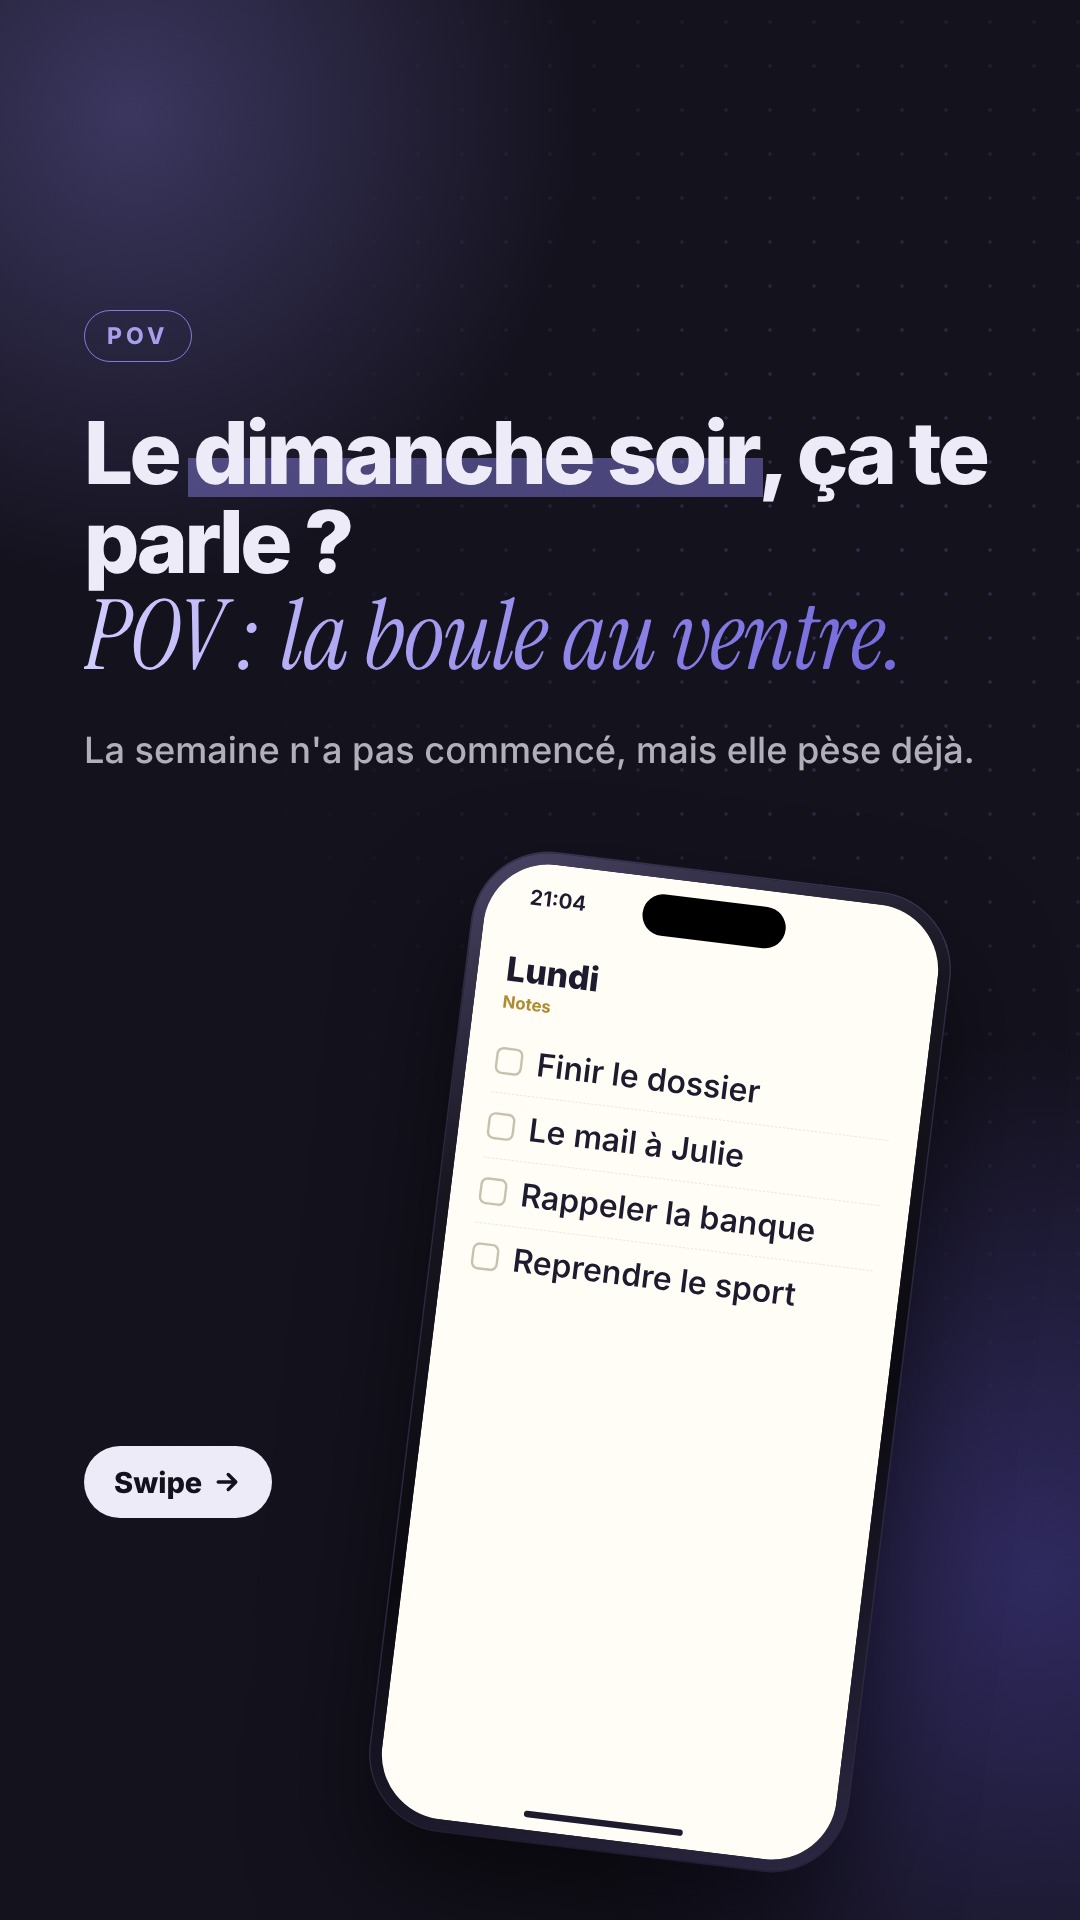 POV
Le dimanche soir, ça te
parle ?
POV : la boule au ventre.
La semaine n'a pas commencé, mais elle pèse déjà.
21:04
Lundi
Notes
Finir le dossier
Le mail à Julie
Rappeler la banque
Reprendre le sport
Swipe →